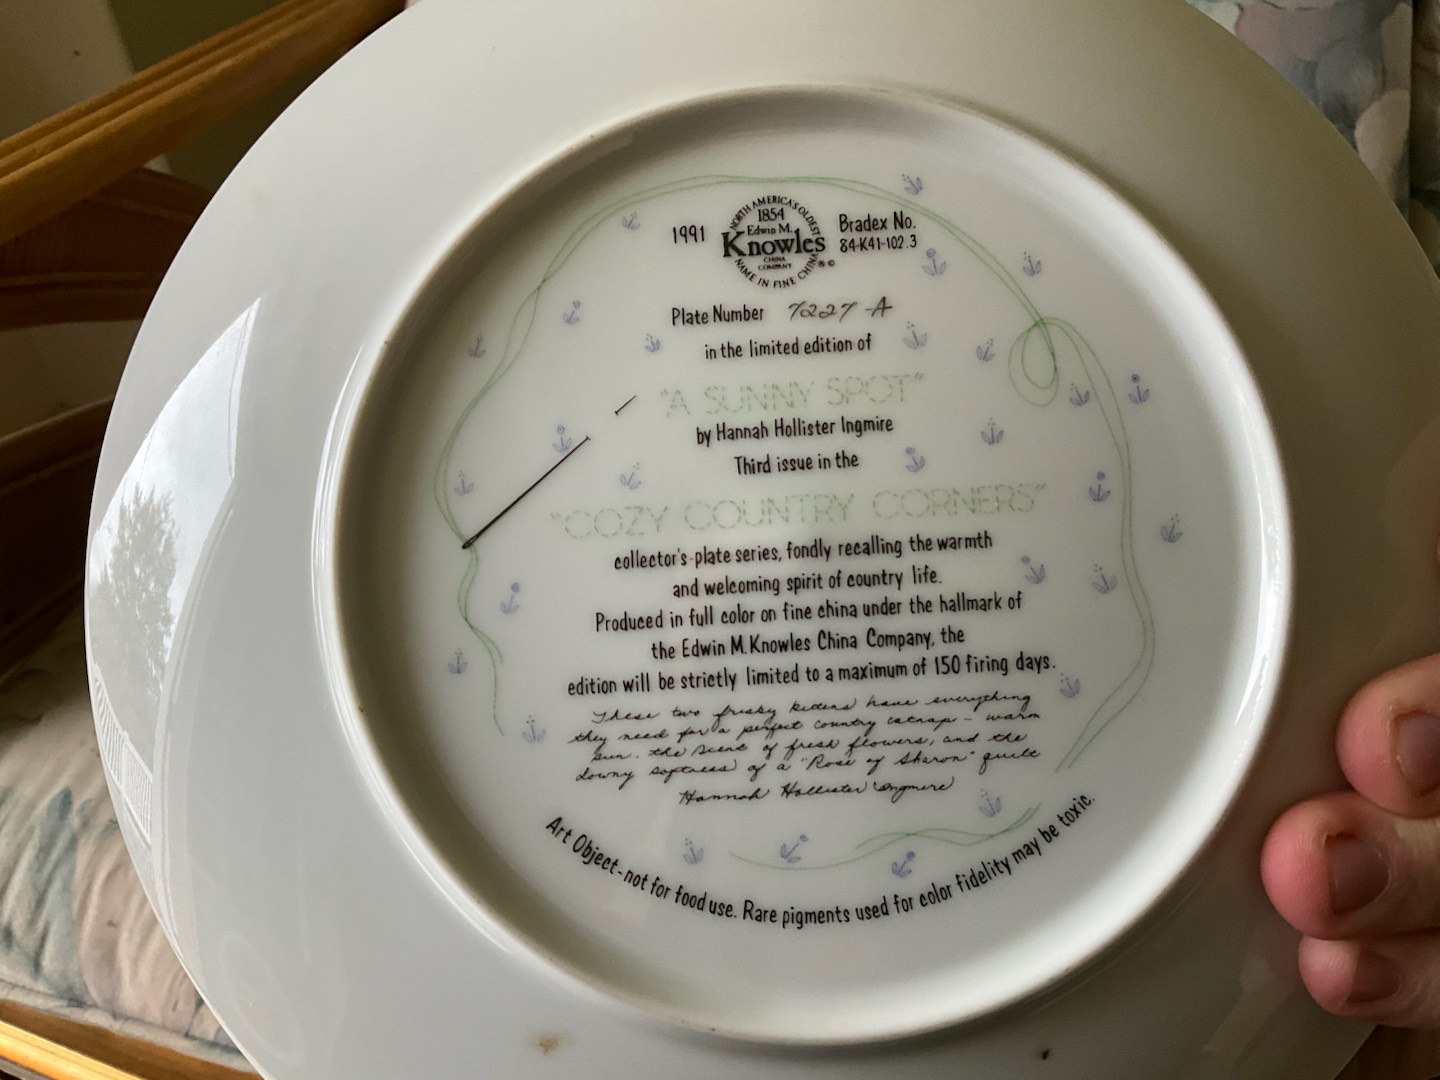 1991
NORTH AMERICA'S OLDEST
1854
Edwin M.
Knowles
CHINA
COMPANY
NAME IN FINE CHINA
® ©
Bradex No.
84-K41-102.3
Plate Number 7227 A
in the limited edition of
"A SUNNY SPOT"
by Hannah Hollister Ingmire
Third issue in the
"COZY COUNTRY CORNERS"
collector's-plate series, fondly recalling the warmth
and welcoming spirit of country life.
Produced in full color on fine china under the hallmark of
the Edwin M. Knowles China Company, the
edition will be strictly limited to a maximum of 150 firing days.
These two frisky kittens have everything
they need for a perfect country catnap - warm
sun, the scent of fresh flowers, and the
downy softness of a "Rose of Sharon" quilt
Hannah Hollister Ingmire
Art Object-not for food use. Rare pigments used for color fidelity may be toxic.